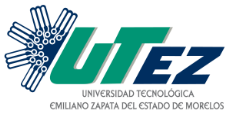 UTEZ
UNIVERSIDAD TECNOLÓGICA
EMILIANO ZAPATA DEL ESTADO DE MORELOS